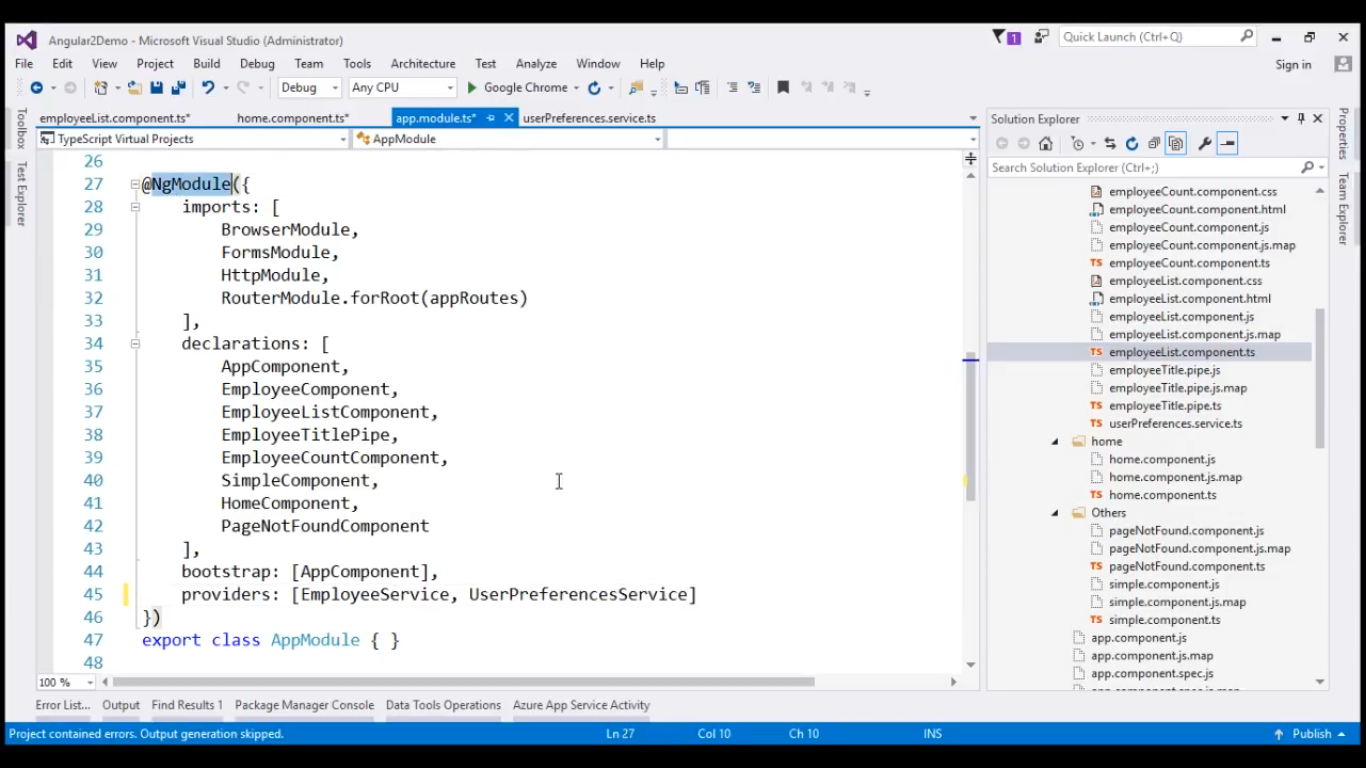 Angular2Demo - Microsoft Visual Studio (Administrator)
1
Quick Launch (Ctrl+Q)
File Edit View Project Build Debug Team Tools Architecture Test Analyze Window Help
Sign in
Debug Any CPU Google Chrome
Toolbox
Test Explorer
employeeList.component.ts* home.component.ts* app.module.ts* userPreferences.service.ts
TypeScript Virtual Projects AppModule
26
27 @NgModule({
28 imports: [
29 BrowserModule,
30 FormsModule,
31 HttpModule,
32 RouterModule.forRoot(appRoutes)
33 ],
34 declarations: [
35 AppComponent,
36 EmployeeComponent,
37 EmployeeListComponent,
38 EmployeeTitlePipe,
39 EmployeeCountComponent,
40 SimpleComponent,
41 HomeComponent,
42 PageNotFoundComponent
43 ],
44 bootstrap: [AppComponent],
45 providers: [EmployeeService, UserPreferencesService]
46 })
47 export class AppModule { }
48
100 %
Solution Explorer
Search Solution Explorer (Ctrl+;)
employeeCount.component.css
employeeCount.component.html
employeeCount.component.js
employeeCount.component.js.map
TS employeeCount.component.ts
employeeList.component.css
employeeList.component.html
employeeList.component.js
employeeList.component.js.map
TS employeeList.component.ts
employeeTitle.pipe.js
employeeTitle.pipe.js.map
TS employeeTitle.pipe.ts
TS userPreferences.service.ts
home
home.component.js
home.component.js.map
TS home.component.ts
Others
pageNotFound.component.js
pageNotFound.component.js.map
TS pageNotFound.component.ts
simple.component.js
simple.component.js.map
TS simple.component.ts
app.component.js
app.component.js.map
app.component.spec.js
Properties
Team Explorer
Error List... Output Find Results 1 Package Manager Console Data Tools Operations Azure App Service Activity
Project contained errors. Output generation skipped. Ln 27 Col 10 Ch 10 INS Publish